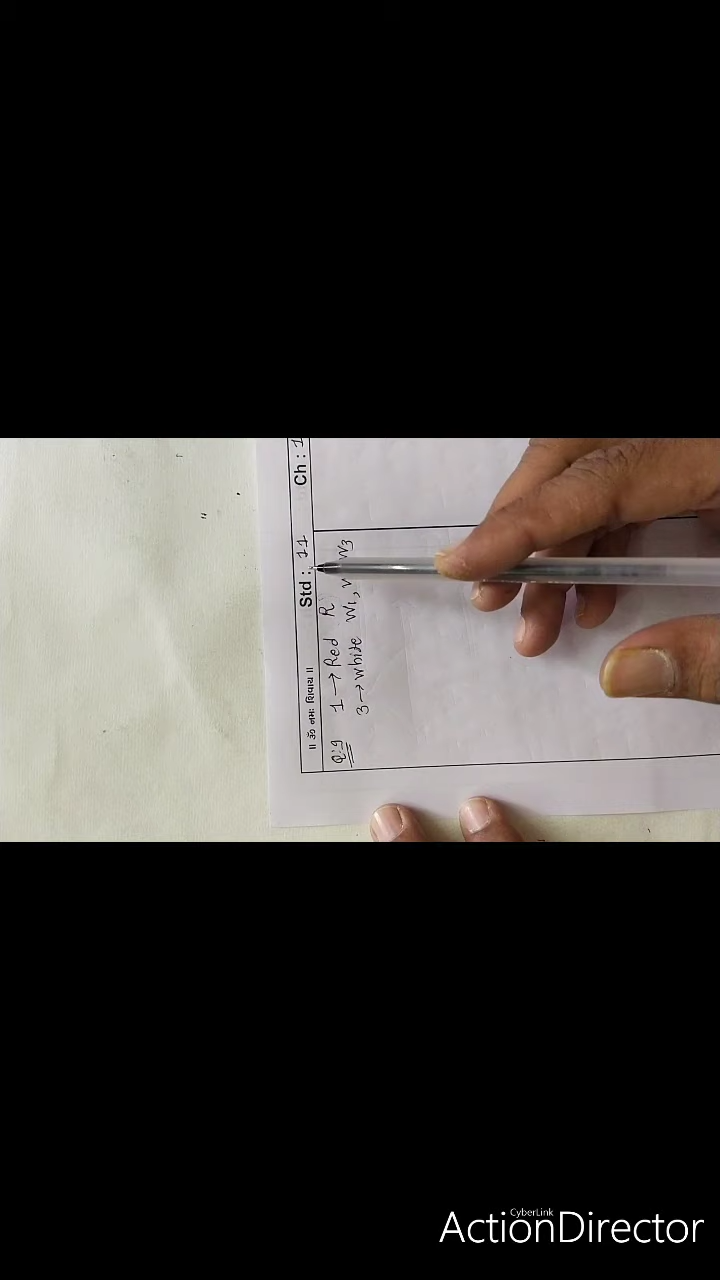 ॥ ॐ नमः शिवाय ॥ Std : 11 Ch : 1
Q:9 1 → Red R
3 → White W1, W3
CyberLink
ActionDirector